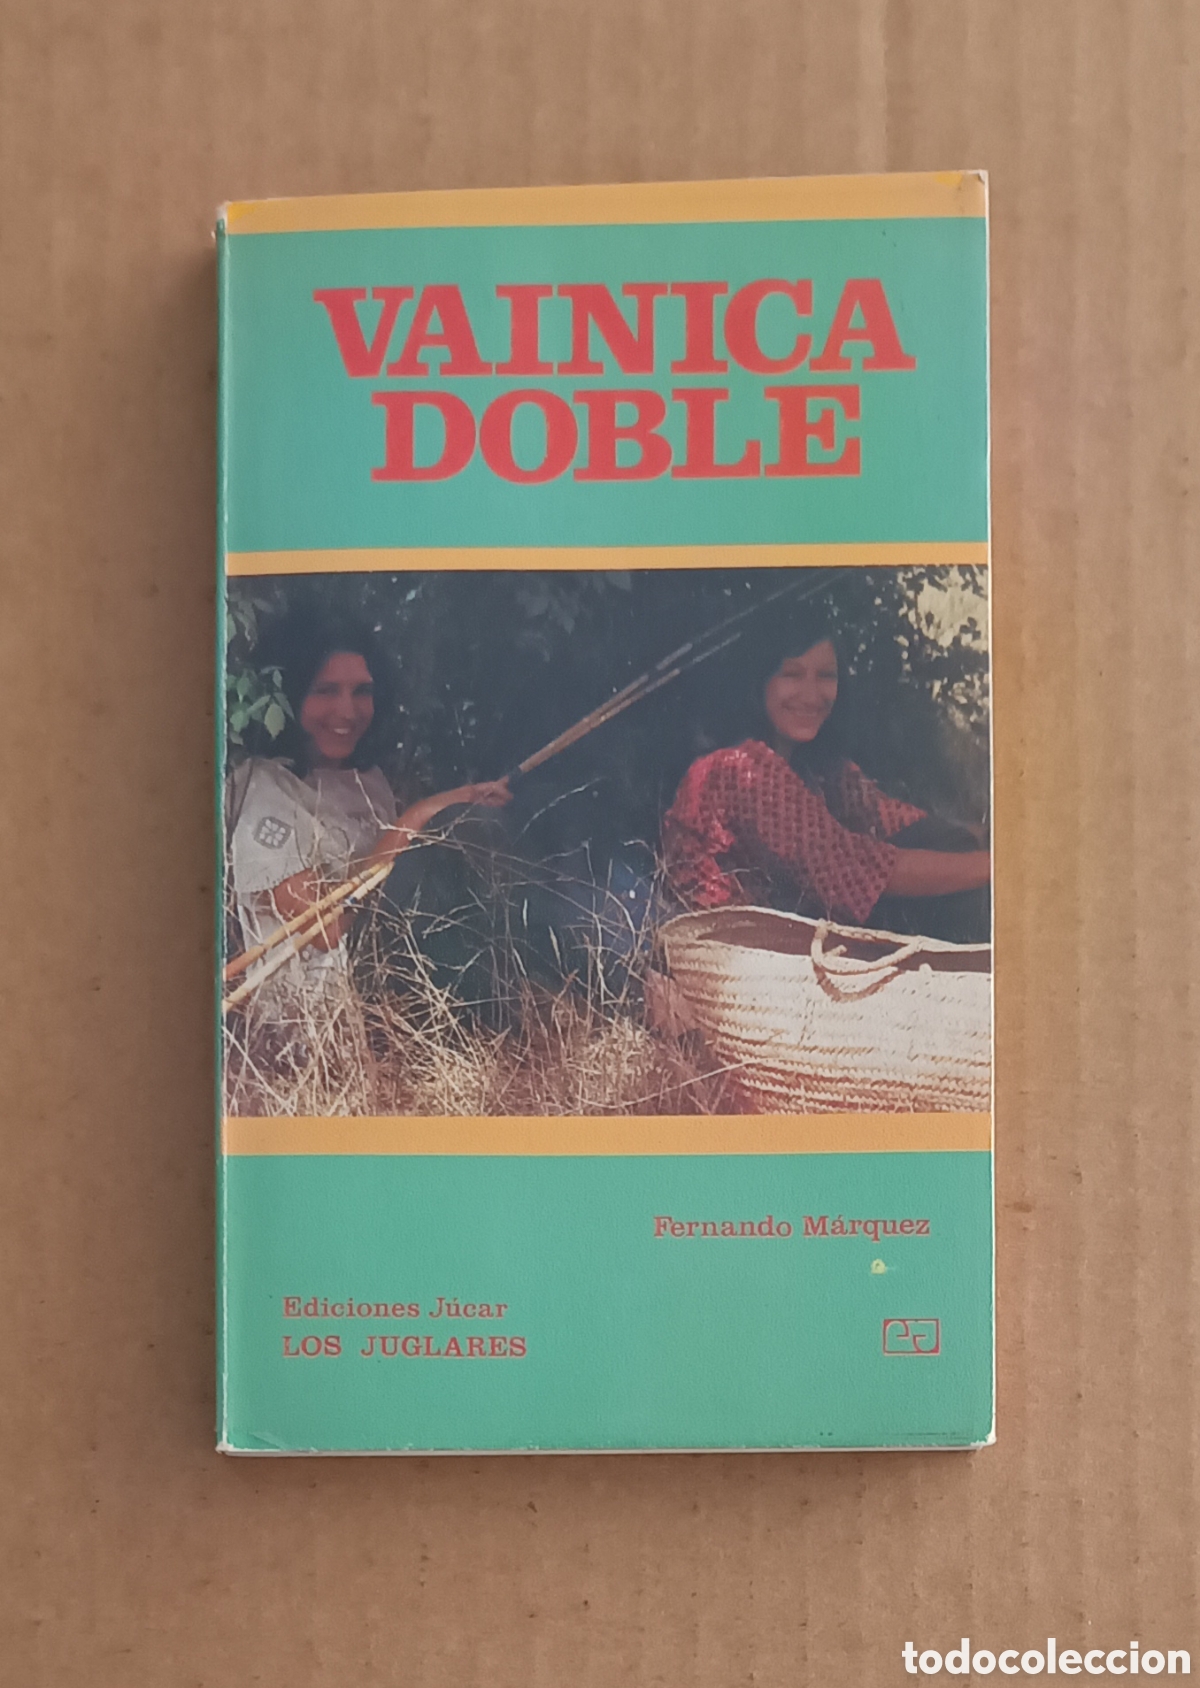 VAINICA
DOBLE
Fernando Márquez
Ediciones Júcar
LOS JUGLARES
todocoleccion